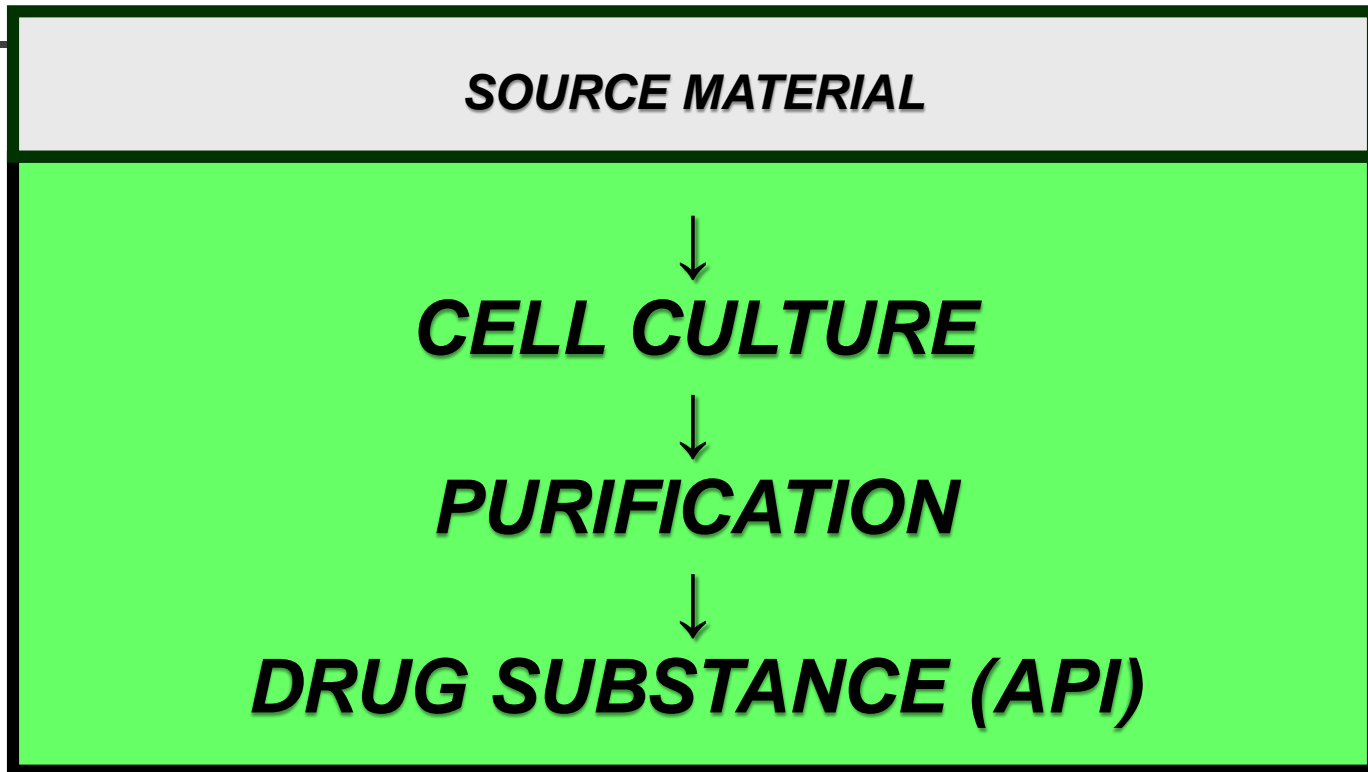 SOURCE MATERIAL
↓
CELL CULTURE
↓
PURIFICATION
↓
DRUG SUBSTANCE (API)